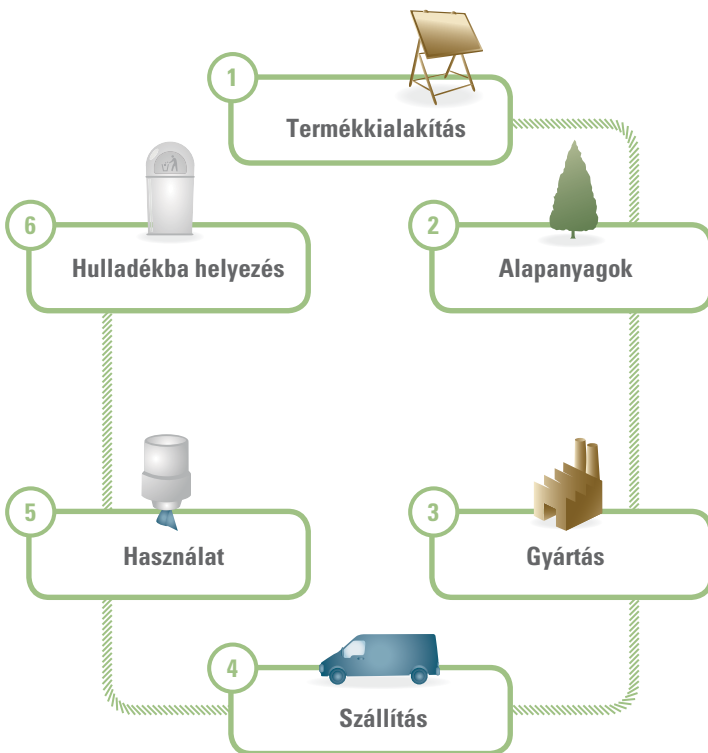 1
Termékkialakítás
2
Alapanyagok
3
Gyártás
4
Szállítás
5
Használat
6
Hulladékba helyezés